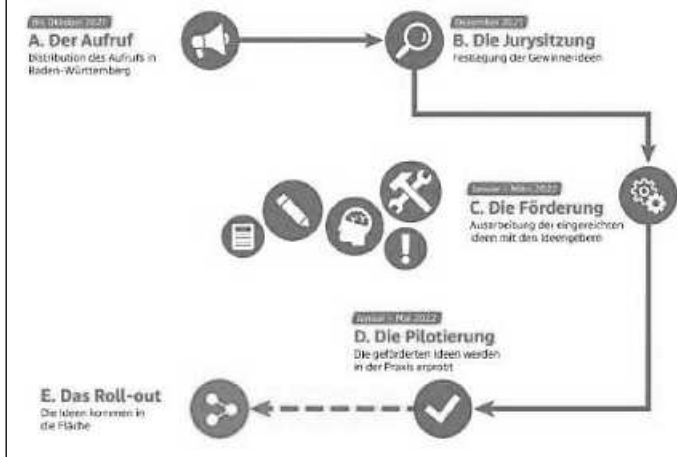 Bis Oktober 2021
A. Der Aufruf
Distribution des Aufrufs in
Baden-Württemberg
Dezember 2021
B. Die Jurysitzung
Festlegung der Gewinnerideen
Januar – März 2022
C. Die Förderung
Ausarbeitung der eingereichten
Ideen mit den Ideengebern
Januar – Mai 2022
D. Die Pilotierung
Die geförderten Ideen werden
in der Praxis erprobt
E. Das Roll-out
Die Ideen kommen in
die Fläche